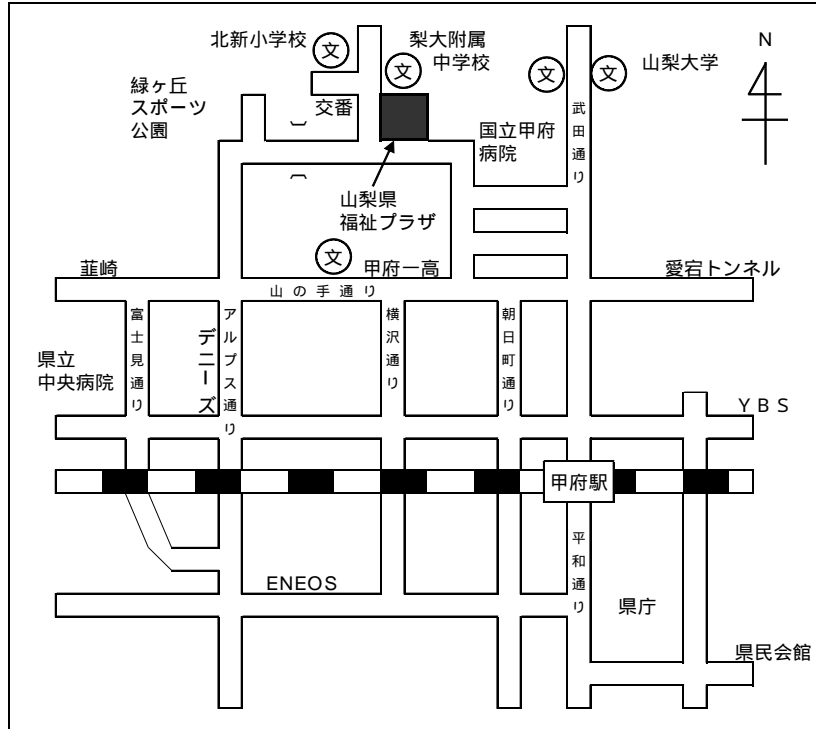 北新小学校
文
梨大附属
中学校
文
文
文
山梨大学
N
緑ヶ丘
スポーツ
公園
交番
国立甲府
病院
武田通り
山梨県
福祉プラザ
文
甲府一高
韮崎
愛宕トンネル
山の手通り
富士見通り
アルプス通り
デニーズ
横沢通り
朝日町通り
県立
中央病院
ＹＢＳ
甲府駅
平和通り
ENEOS
県庁
県民会館